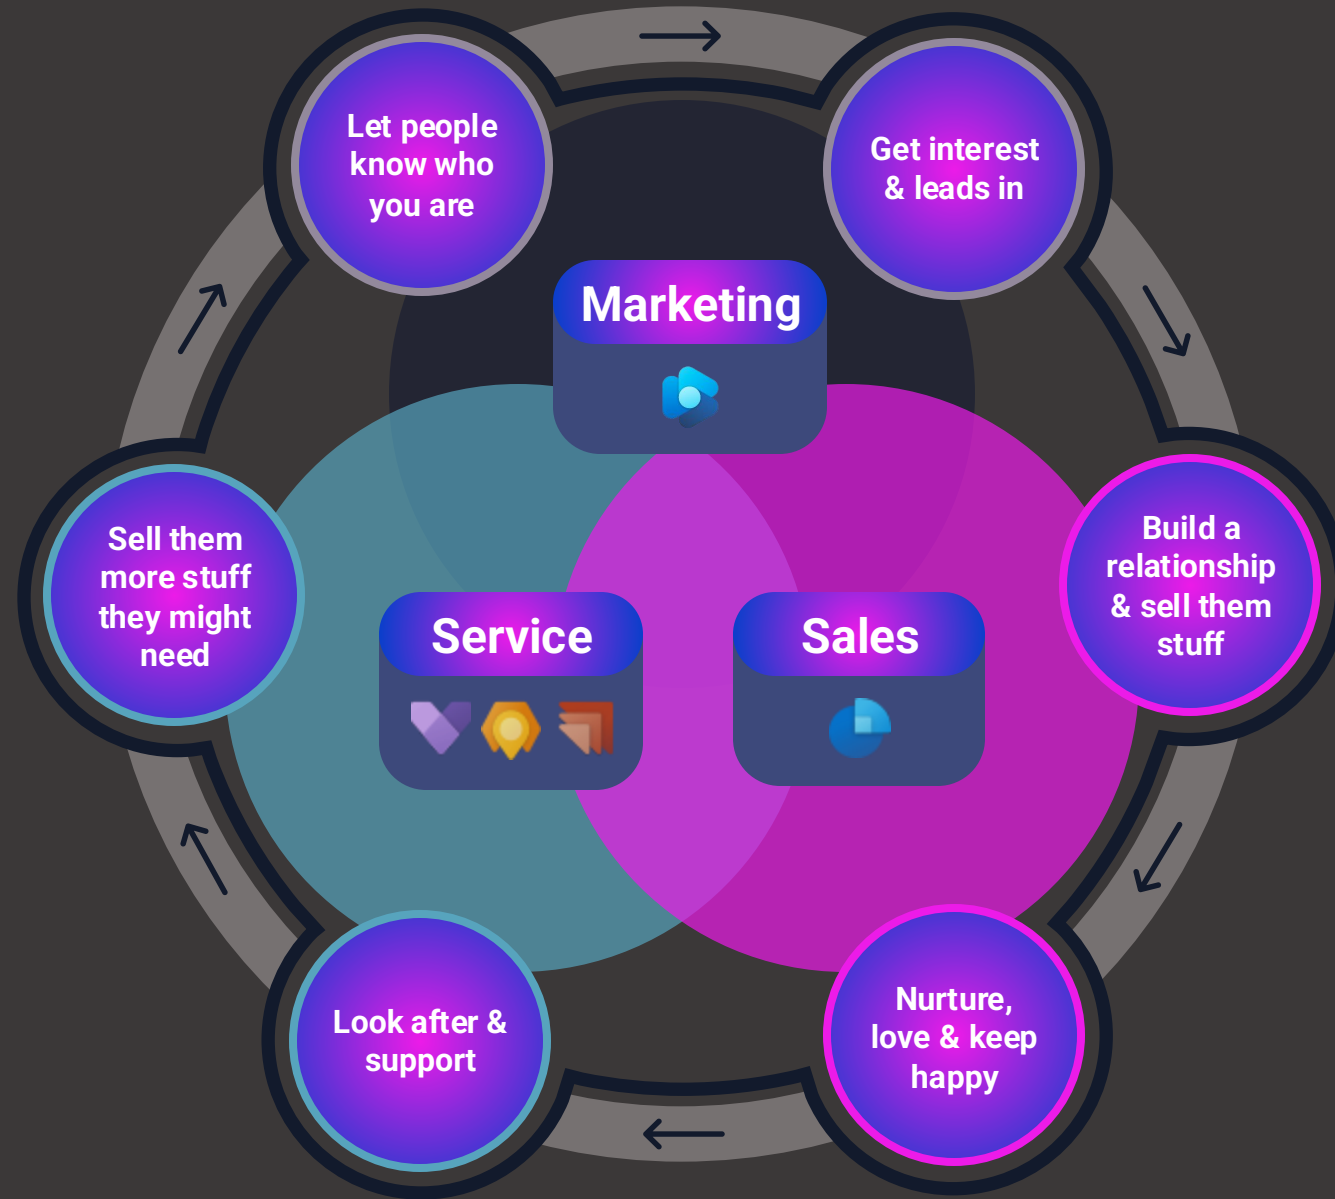 Let people
know who
you are
Get interest
& leads in
Marketing
Sell them
more stuff
they might
need
Build a
relationship
& sell them
stuff
Service
Sales
Look after &
support
Nurture,
love & keep
happy